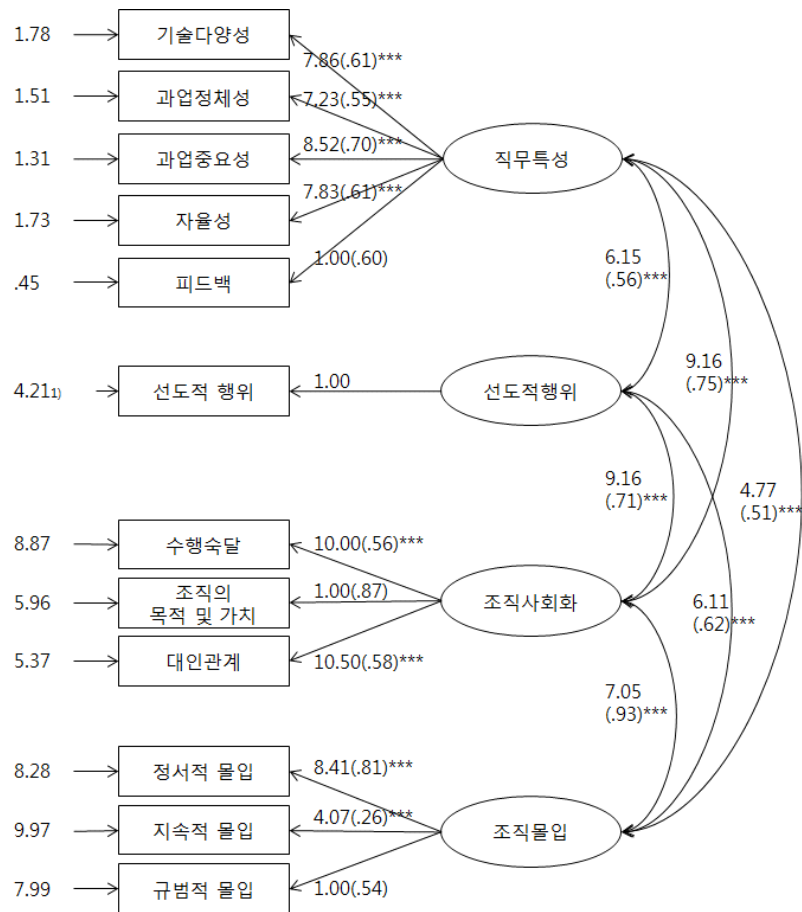 1.78
기술다양성
7.86(.61)***
1.51
과업정체성
7.23(.55)***
1.31
과업중요성
8.52(.70)***
직무특성
1.73
자율성
7.83(.61)***
.45
피드백
1.00(.60)
6.15
(.56)***
9.16
(.75)***
4.211)
선도적 행위
1.00
선도적행위
9.16
(.71)***
4.77
(.51)***
8.87
수행숙달
10.00(.56)***
5.96
조직의
목적 및 가치
1.00(.87)
조직사회화
6.11
(.62)***
5.37
대인관계
10.50(.58)***
7.05
(.93)***
8.28
정서적 몰입
8.41(.81)***
9.97
지속적 몰입
4.07(.26)***
조직몰입
7.99
규범적 몰입
1.00(.54)